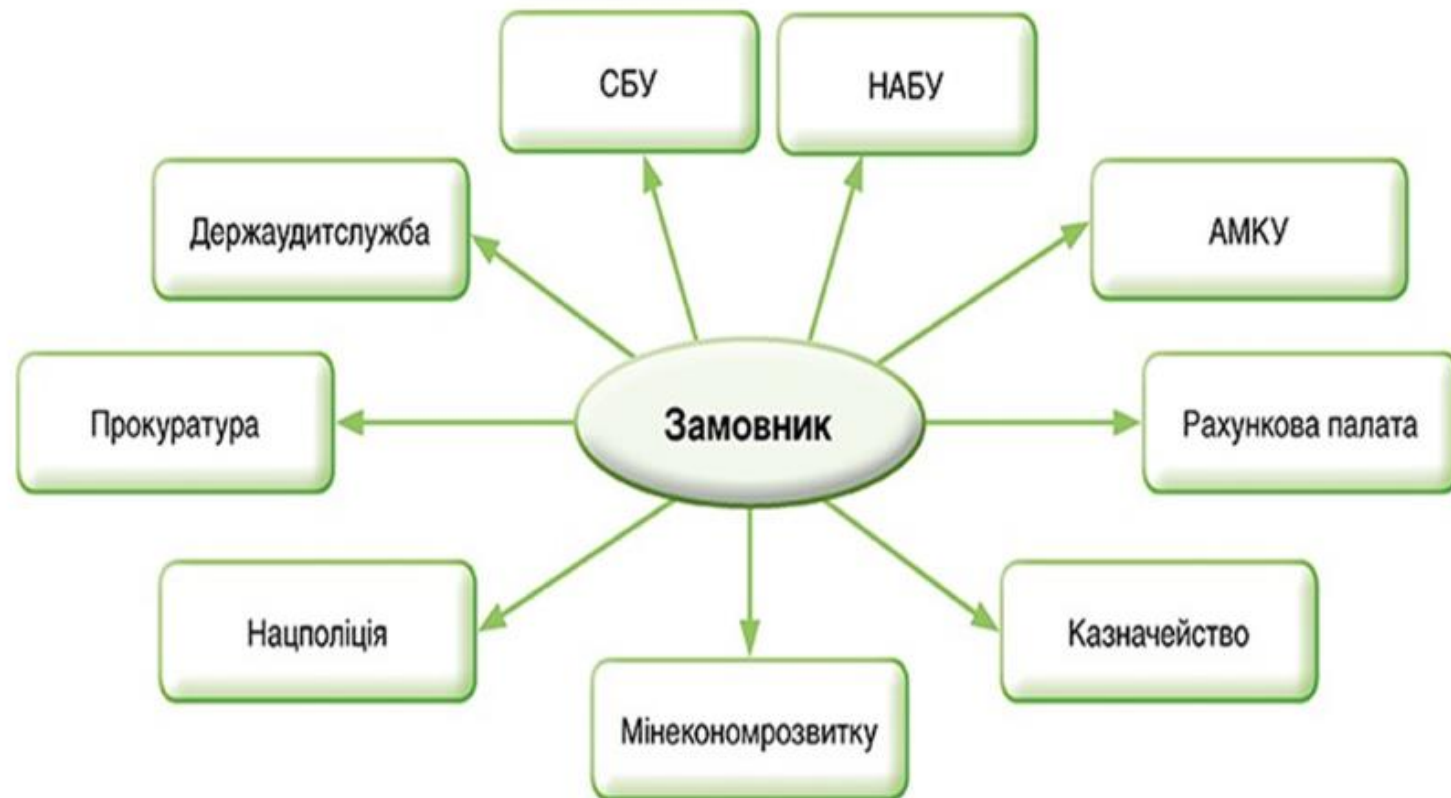 СБУ
НАБУ
Держаудитслужба
АМКУ
Прокуратура
Замовник
Рахункова палата
Нацполіція
Казначейство
Мінекономрозвитку